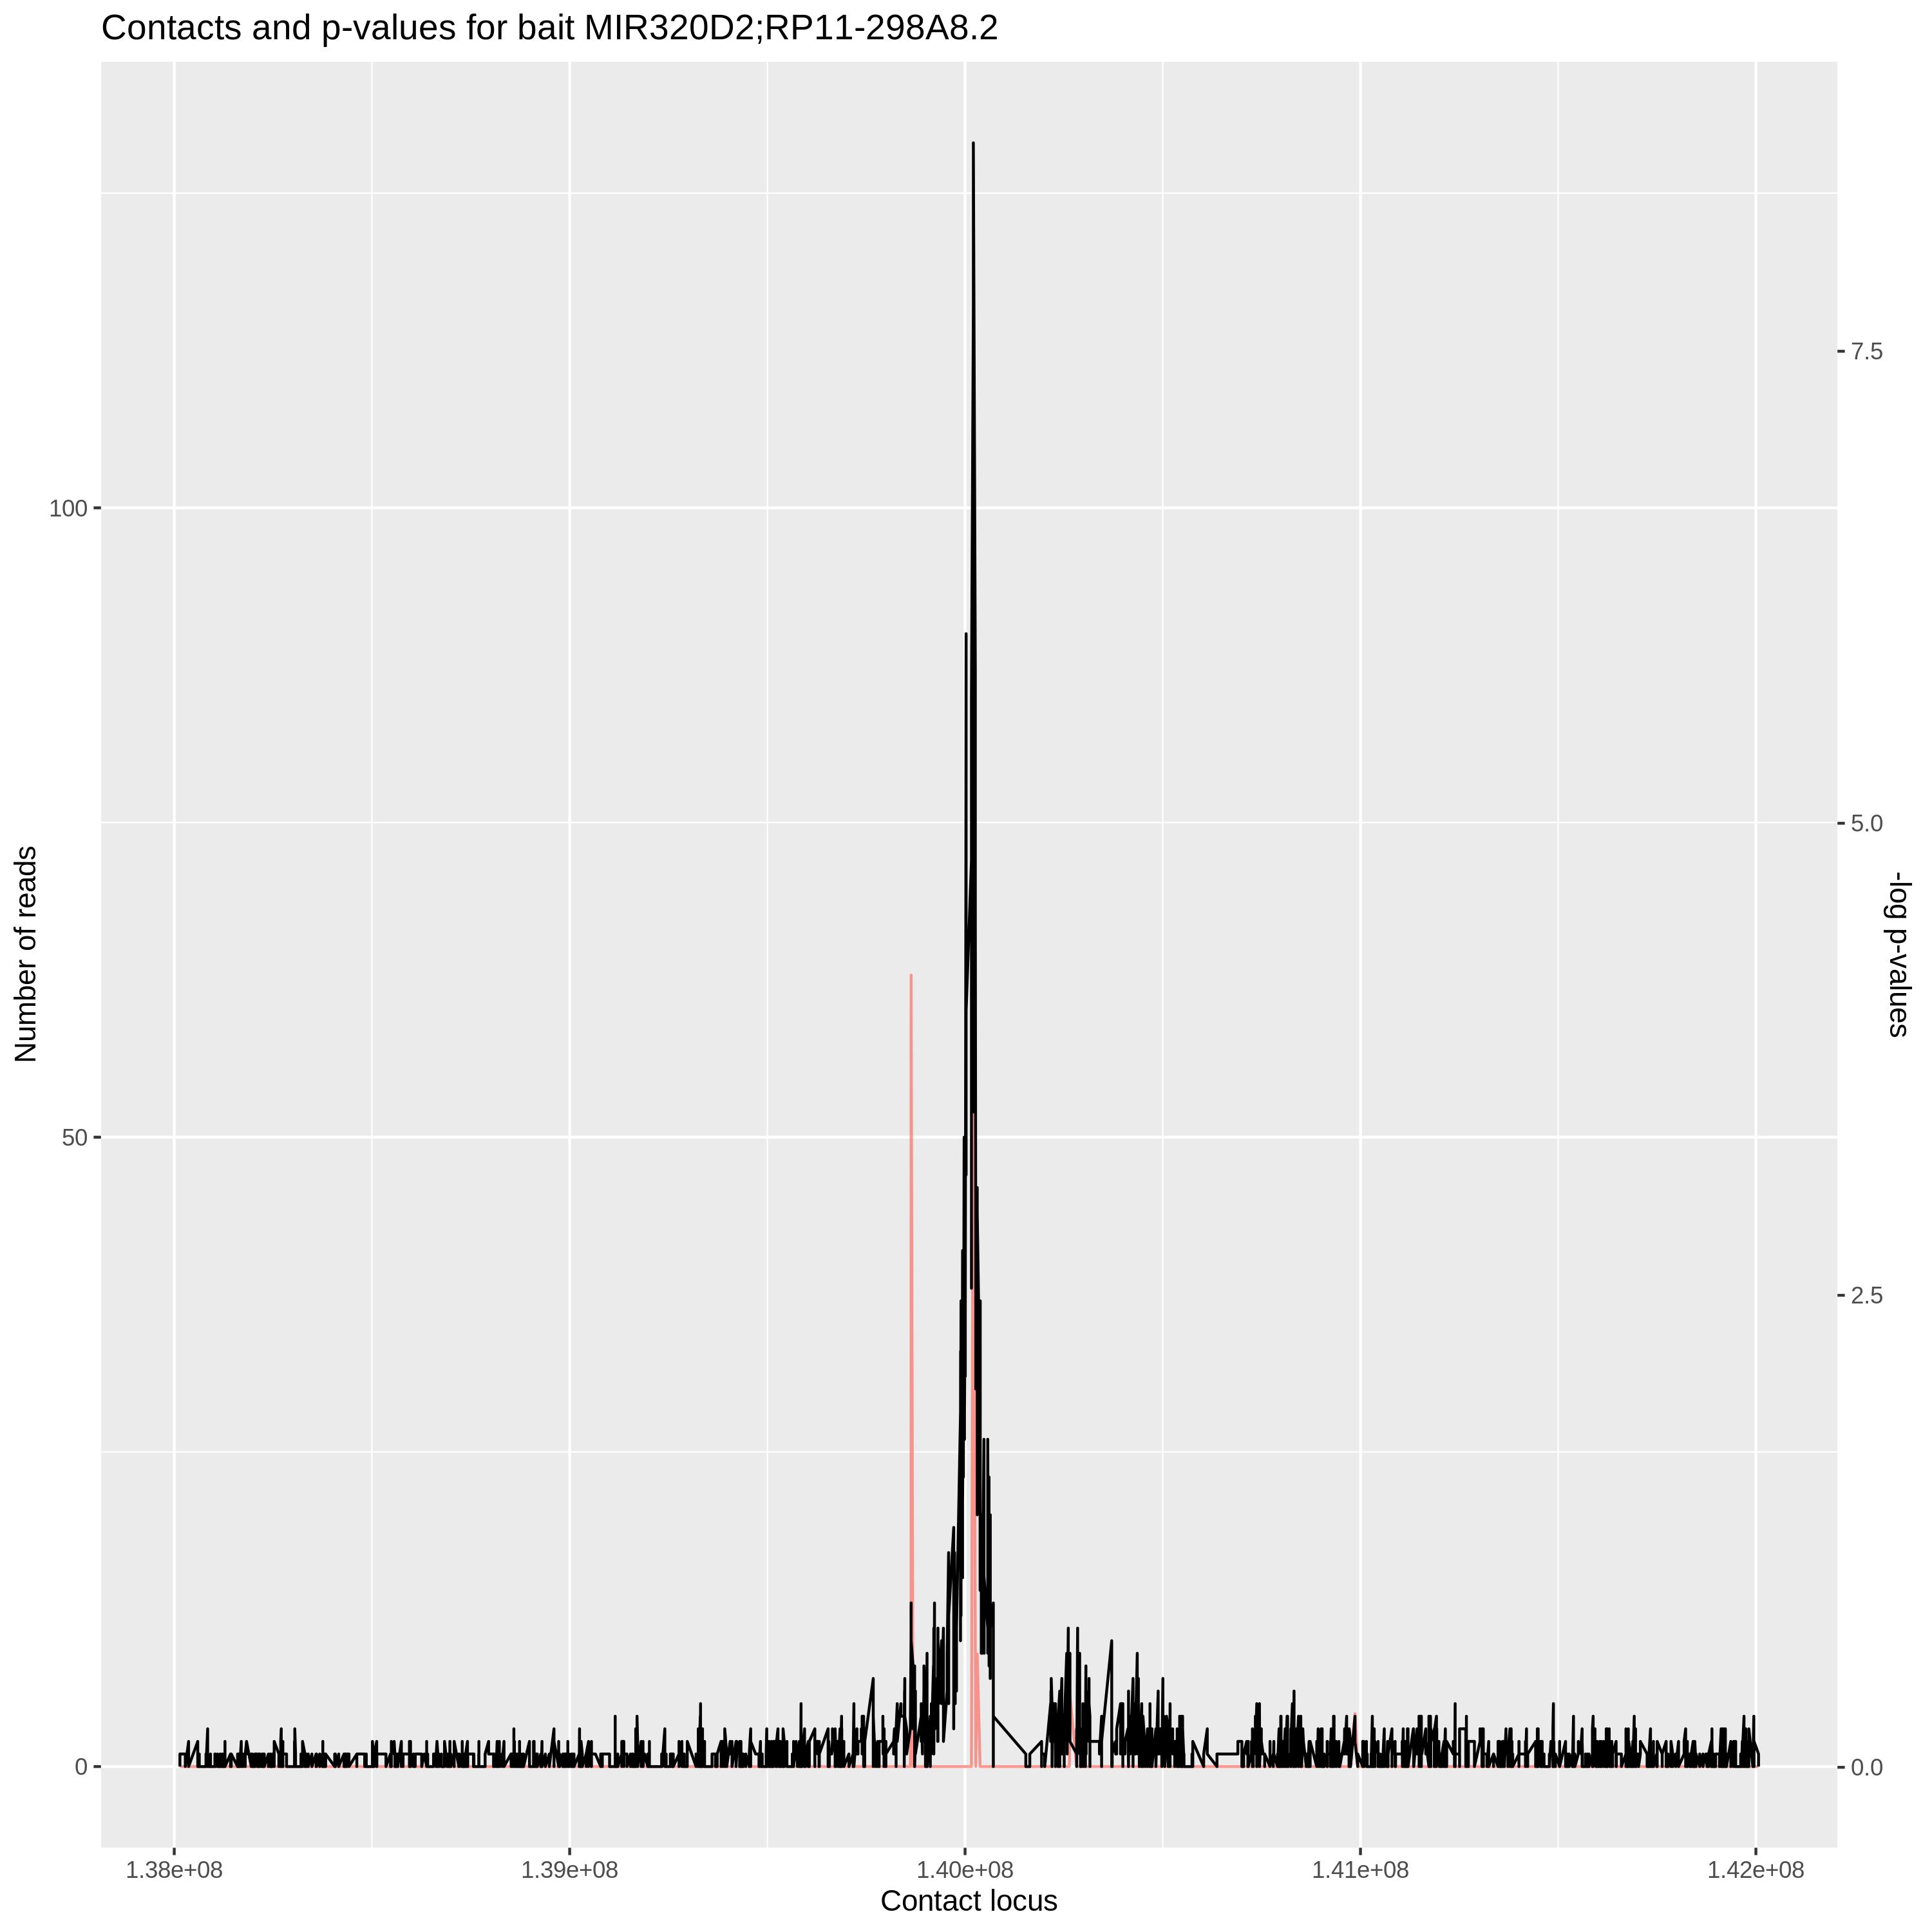 Contacts and p-values for bait MIR320D2;RP11-298A8.2
Number of reads
100
50
0
7.5
5.0
2.5
0.0
-log p-values
1.38e+08 1.39e+08 1.40e+08 1.41e+08 1.42e+08
Contact locus